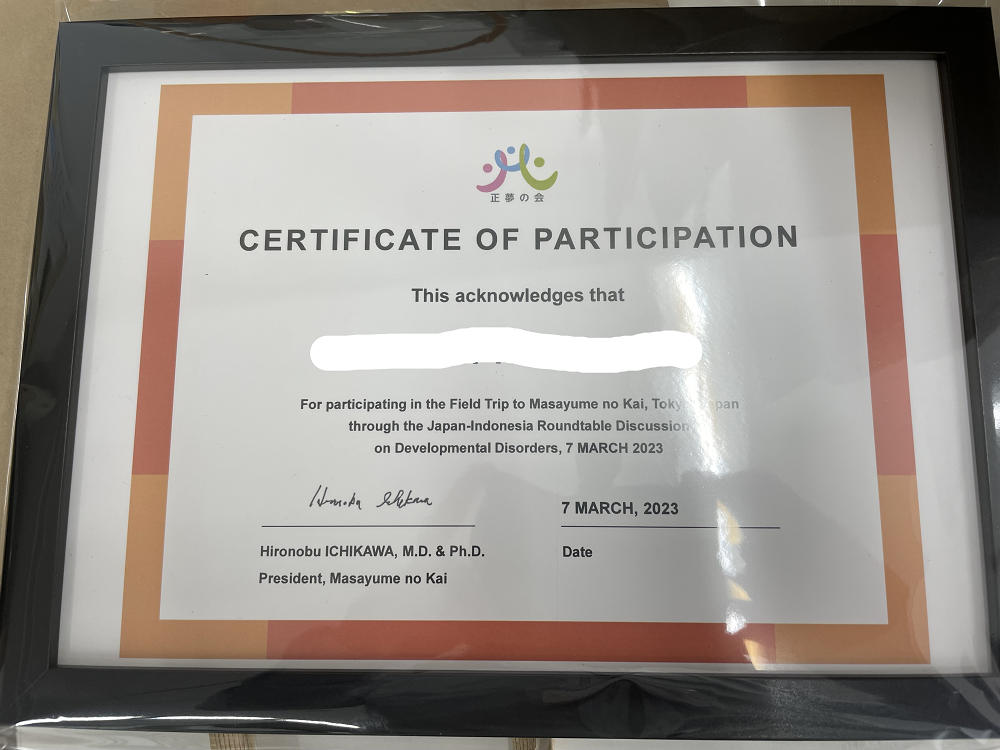 正夢の会
CERTIFICATE OF PARTICIPATION
This acknowledges that
For participating in the Field Trip to Masayume no Kai, Tokyo, Japan
through the Japan-Indonesia Roundtable Discussion
on Developmental Disorders, 7 MARCH 2023
7 MARCH, 2023
Hironobu ICHIKAWA, M.D. & Ph.D.
Date
President, Masayume no Kai